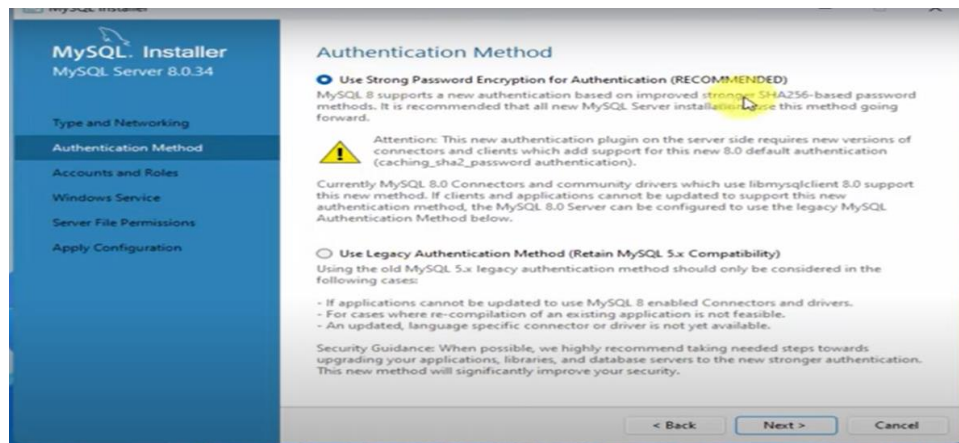 MySQL Installer
MySQL. Installer
MySQL Server 8.0.34
Type and Networking
Authentication Method
Accounts and Roles
Windows Service
Server File Permissions
Apply Configuration
Authentication Method
Use Strong Password Encryption for Authentication (RECOMMENDED)
MySQL 8 supports a new authentication based on improved stronger SHA256-based password
methods. It is recommended that all new MySQL Server installations use this method going
forward.
Attention: This new authentication plugin on the server side requires new versions of
connectors and clients which add support for this new 8.0 default authentication
(caching_sha2_password authentication).
Currently MySQL 8.0 Connectors and community drivers which use libmysqlclient 8.0 support
this new method. If clients and applications cannot be updated to support this new
authentication method, the MySQL 8.0 Server can be configured to use the legacy MySQL
Authentication Method below.
Use Legacy Authentication Method (Retain MySQL 5.x Compatibility)
Using the old MySQL 5.x legacy authentication method should only be considered in the
following cases:
- If applications cannot be updated to use MySQL 8 enabled Connectors and drivers.
- For cases where re-compilation of an existing application is not feasible.
- An updated, language specific connector or driver is not yet available.
Security Guidance: When possible, we highly recommend taking needed steps towards
upgrading your applications, libraries, and database servers to the new stronger authentication.
This new method will significantly improve your security.
< Back
Next >
Cancel